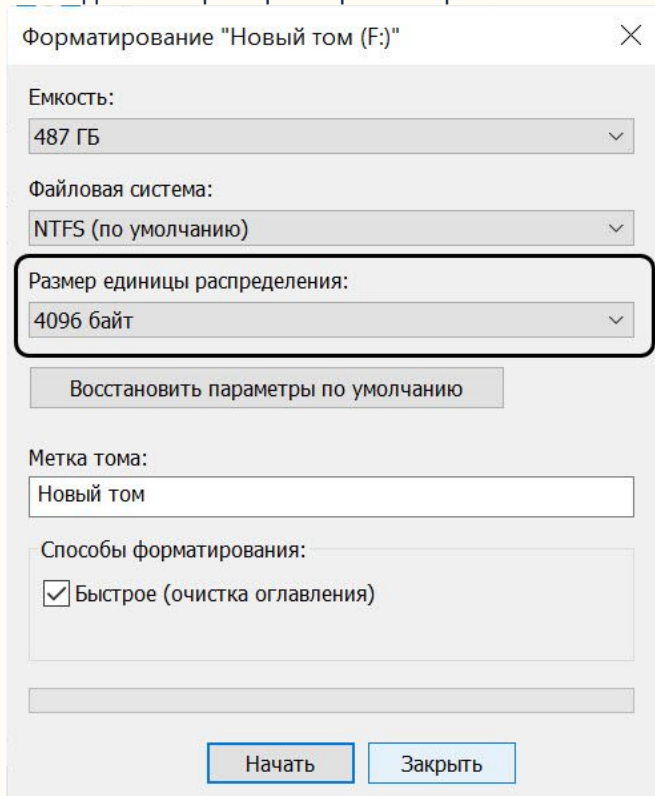 Форматирование "Новый том (F:)"
Емкость:
487 ГБ
Файловая система:
NTFS (по умолчанию)
Размер единицы распределения:
4096 байт
Восстановить параметры по умолчанию
Метка тома:
Новый том
Способы форматирования:
Быстрое (очистка оглавления)
Начать
Закрыть